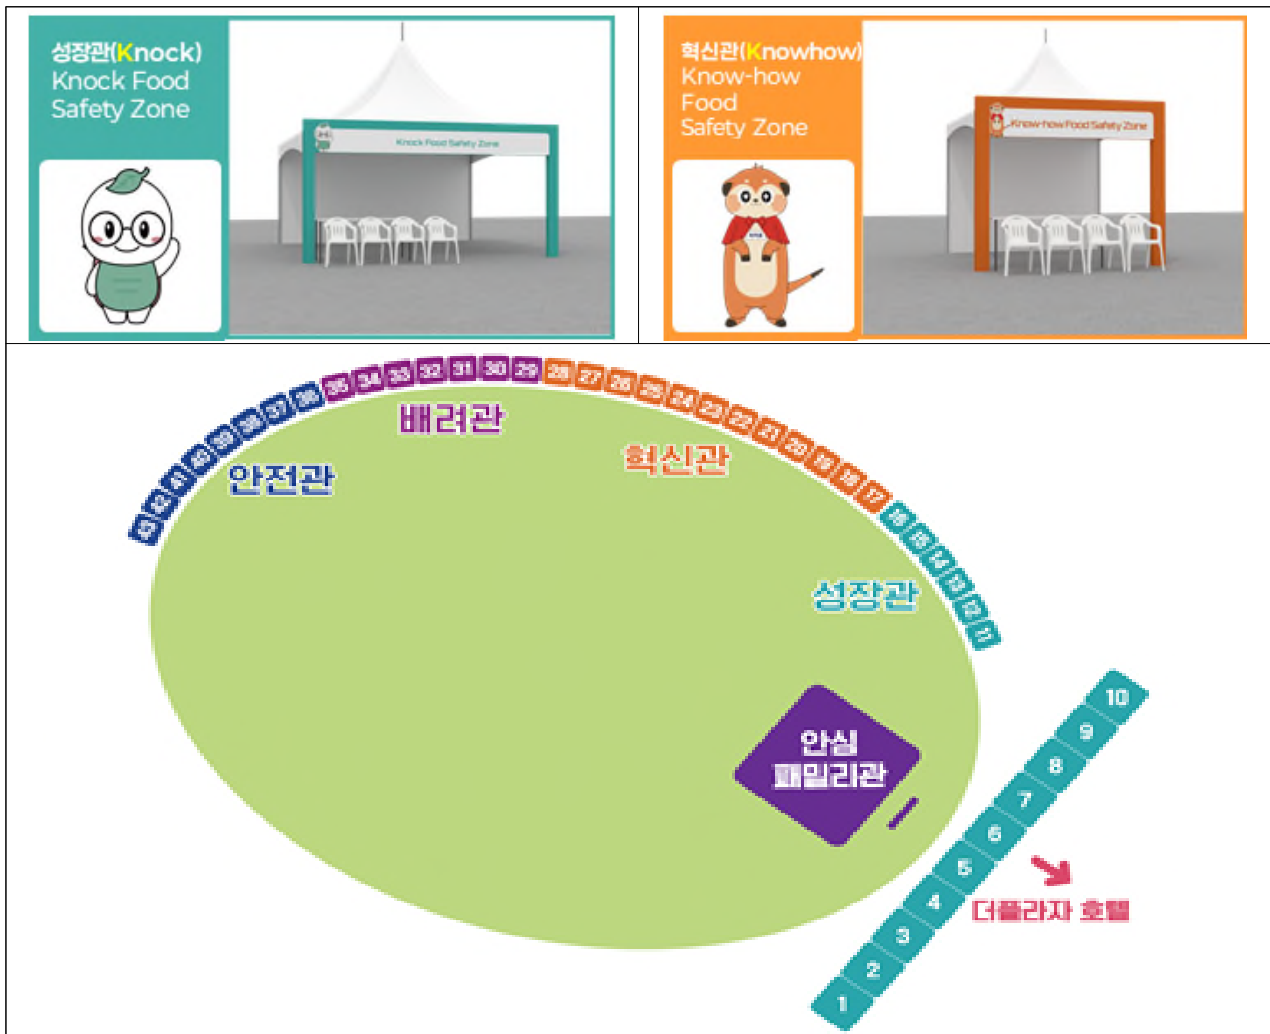 성장관(Knock)
Knock Food
Safety Zone
Knock Food Safety Zone
혁신관(Knowhow)
Know-how
Food
Safety Zone
Know-how Food Safety Zone
35 34 33 32 31 30 29 28 27 26 25 24 23 22 21 20 19 18 17 16 15 14 13 12 11
43 42 41 40 39 38 37 36
배려관
혁신관
안전관
성장관
안심
패밀리관
10
9
8
7
6
5
4
3
2
1
더플라자 호텔